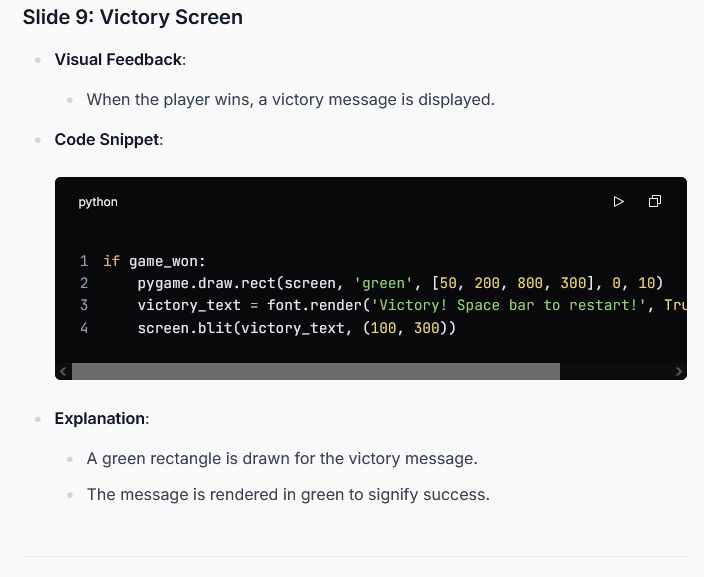 Slide 9: Victory Screen
Visual Feedback:
When the player wins, a victory message is displayed.
Code Snippet:
python
1 if game_won:
2     pygame.draw.rect(screen, 'green', [50, 200, 800, 300], 0, 10)
3     victory_text = font.render('Victory! Space bar to restart!', Tru
4     screen.blit(victory_text, (100, 300))
Explanation:
A green rectangle is drawn for the victory message.
The message is rendered in green to signify success.